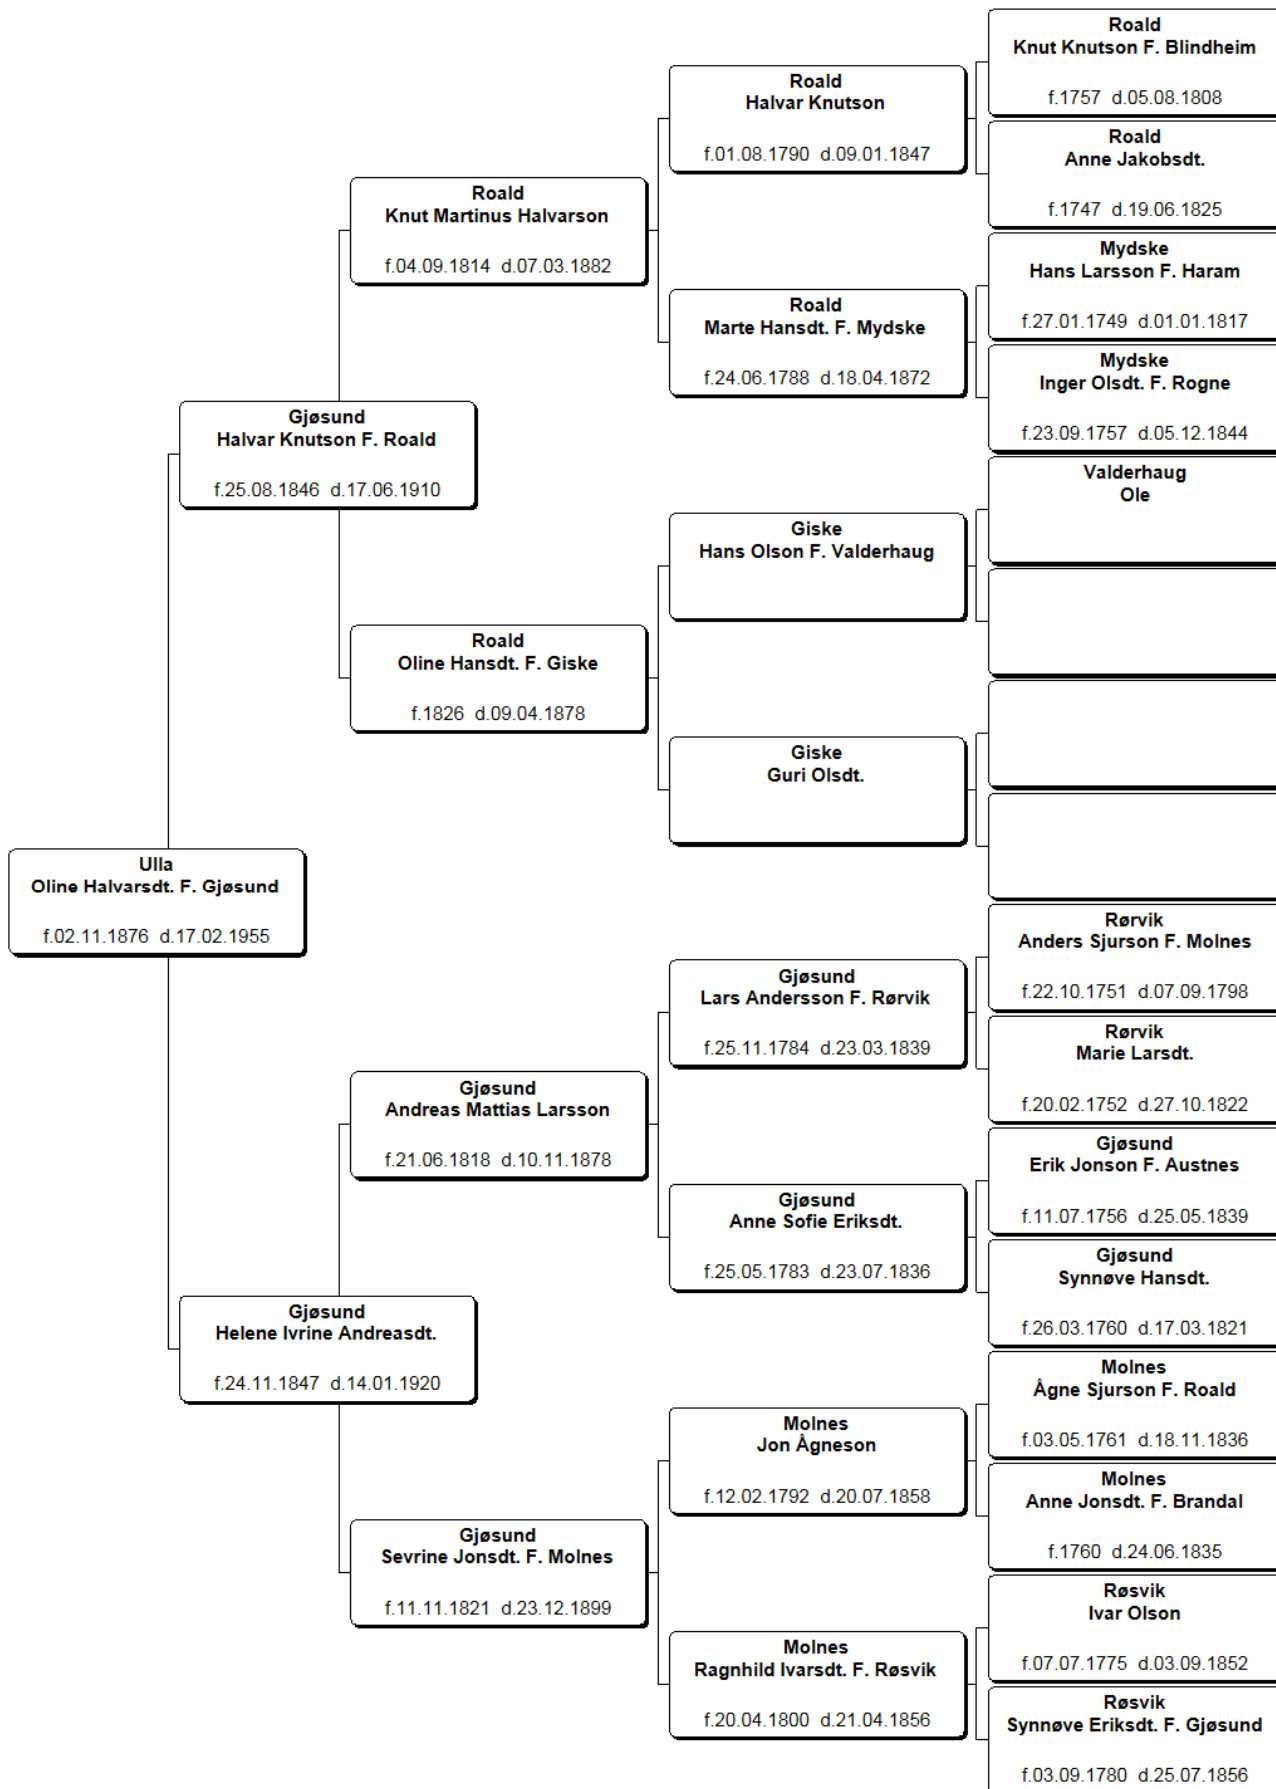 Roald
Knut Knutson F. Blindheim
f.1757 d.05.08.1808
Roald
Halvar Knutson
f.01.08.1790 d.09.01.1847
Roald
Anne Jakobsdt.
f.1747 d.19.06.1825
Roald
Knut Martinus Halvarson
f.04.09.1814 d.07.03.1882
Mydske
Hans Larsson F. Haram
f.27.01.1749 d.01.01.1817
Roald
Marte Hansdt. F. Mydske
f.24.06.1788 d.18.04.1872
Mydske
Inger Olsdt. F. Rogne
f.23.09.1757 d.05.12.1844
Gjøsund
Halvar Knutson F. Roald
f.25.08.1846 d.17.06.1910
Valderhaug
Ole
Giske
Hans Olson F. Valderhaug
Roald
Oline Hansdt. F. Giske
f.1826 d.09.04.1878
Giske
Guri Olsdt.
Ulla
Oline Halvarsdt. F. Gjøsund
f.02.11.1876 d.17.02.1955
Rørvik
Anders Sjurson F. Molnes
f.22.10.1751 d.07.09.1798
Gjøsund
Lars Andersson F. Rørvik
f.25.11.1784 d.23.03.1839
Rørvik
Marie Larsdt.
f.20.02.1752 d.27.10.1822
Gjøsund
Andreas Mattias Larsson
f.21.06.1818 d.10.11.1878
Gjøsund
Erik Jonson F. Austnes
f.11.07.1756 d.25.05.1839
Gjøsund
Anne Sofie Eriksdt.
f.25.05.1783 d.23.07.1836
Gjøsund
Synnøve Hansdt.
f.26.03.1760 d.17.03.1821
Gjøsund
Helene Ivrine Andreasdt.
f.24.11.1847 d.14.01.1920
Molnes
Ågne Sjurson F. Roald
f.03.05.1761 d.18.11.1836
Molnes
Jon Ågneson
f.12.02.1792 d.20.07.1858
Molnes
Anne Jonsdt. F. Brandal
f.1760 d.24.06.1835
Gjøsund
Sevrine Jonsdt. F. Molnes
f.11.11.1821 d.23.12.1899
Røsvik
Ivar Olson
f.07.07.1775 d.03.09.1852
Molnes
Ragnhild Ivarsdt. F. Røsvik
f.20.04.1800 d.21.04.1856
Røsvik
Synnøve Eriksdt. F. Gjøsund
f.03.09.1780 d.25.07.1856